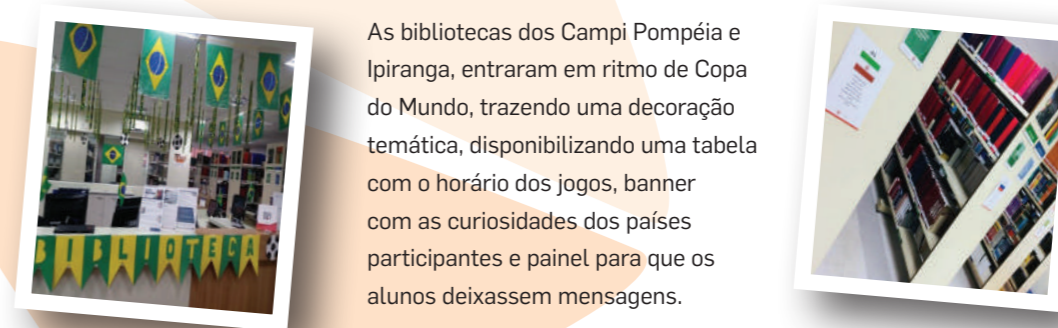 As bibliotecas dos Campi Pompéia e
Ipiranga, entraram em ritmo de Copa
do Mundo, trazendo uma decoração
temática, disponibilizando uma tabela
com o horário dos jogos, banner
com as curiosidades dos países
participantes e painel para que os
alunos deixassem mensagens.
BIBLIOTECA